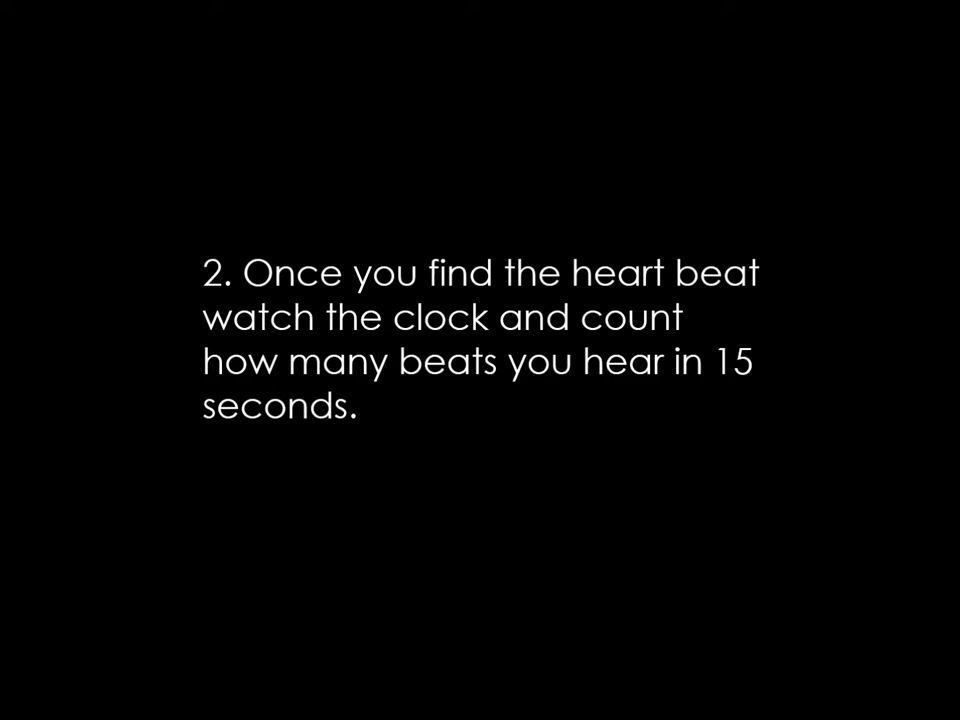 2. Once you find the heart beat
watch the clock and count
how many beats you hear in 15
seconds.